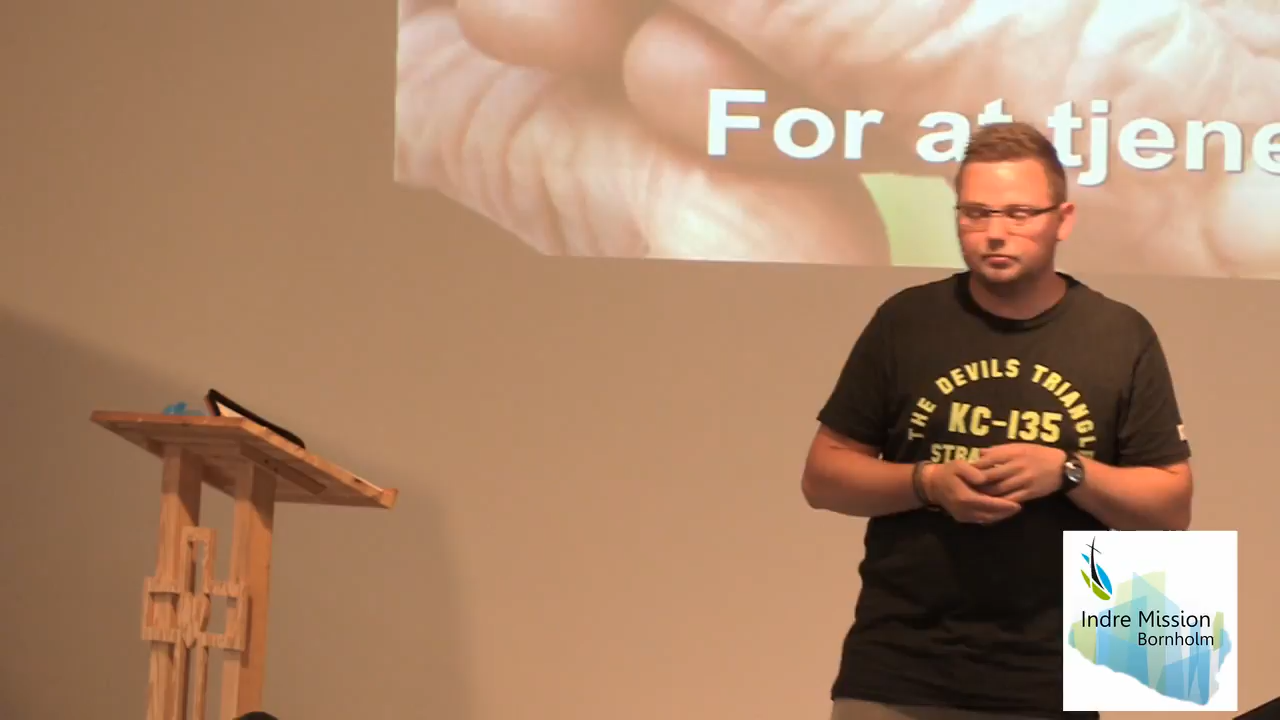 For at tjene
THE DEVILS TRIANGLE
KC-135
Indre Mission
Bornholm